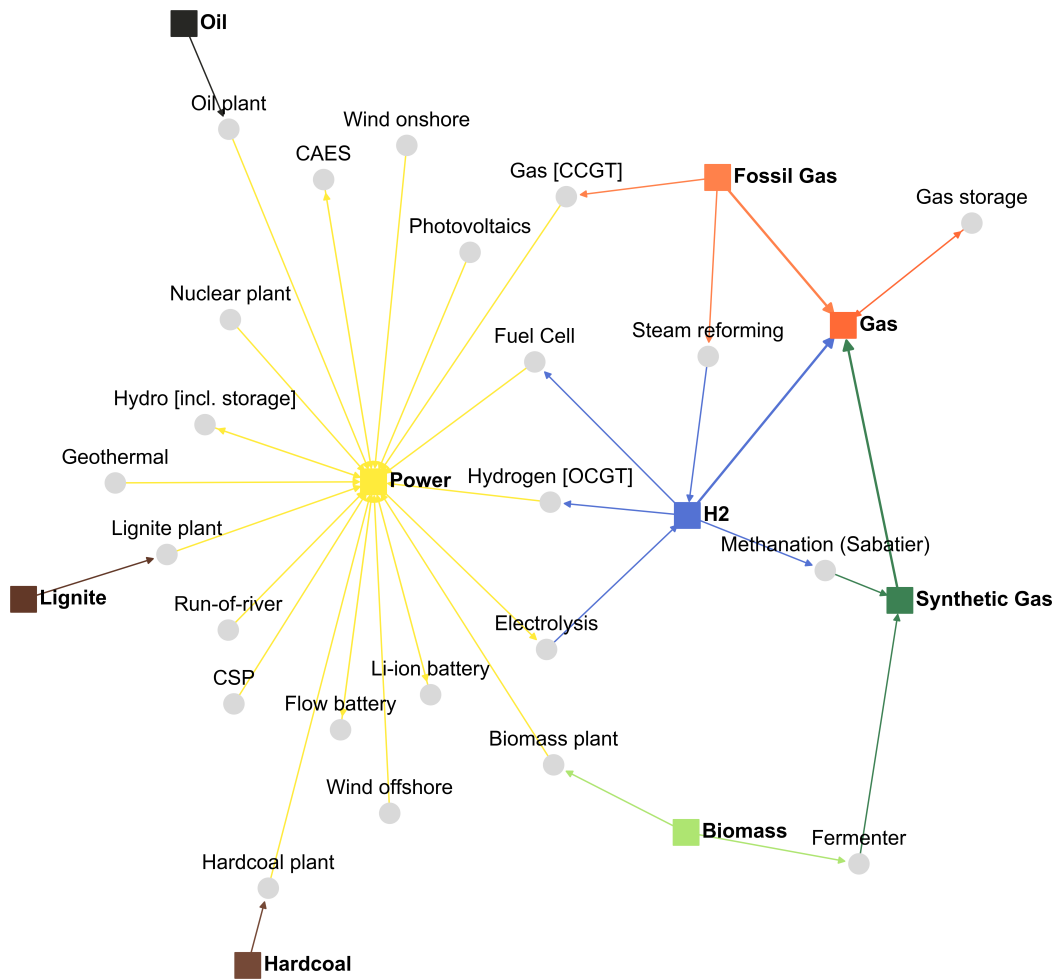 Oil
Oil plant
Wind onshore
CAES
Gas [CCGT]
Fossil Gas
Gas storage
Photovoltaics
Nuclear plant
Fuel Cell
Steam reforming
Gas
Hydro [incl. storage]
Geothermal
Power
Hydrogen [OCGT]
H2
Lignite plant
Methanation (Sabatier)
Lignite
Run-of-river
Electrolysis
Synthetic Gas
CSP
Li-ion battery
Flow battery
Biomass plant
Wind offshore
Biomass
Fermenter
Hardcoal plant
Hardcoal